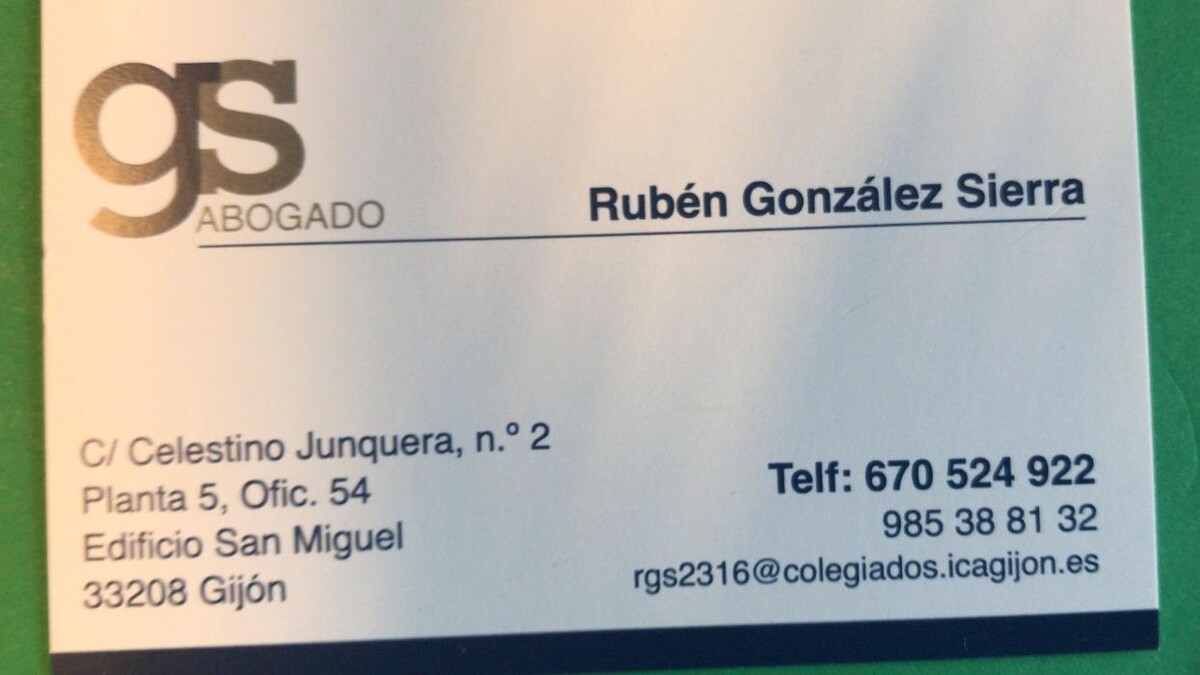 gs
ABOGADO
Rubén González Sierra
C/ Celestino Junquera, n.º 2
Planta 5, Ofic. 54
Edificio San Miguel
33208 Gijón
Telf: 670 524 922
985 38 81 32
rgs2316@colegiados.icagijon.es